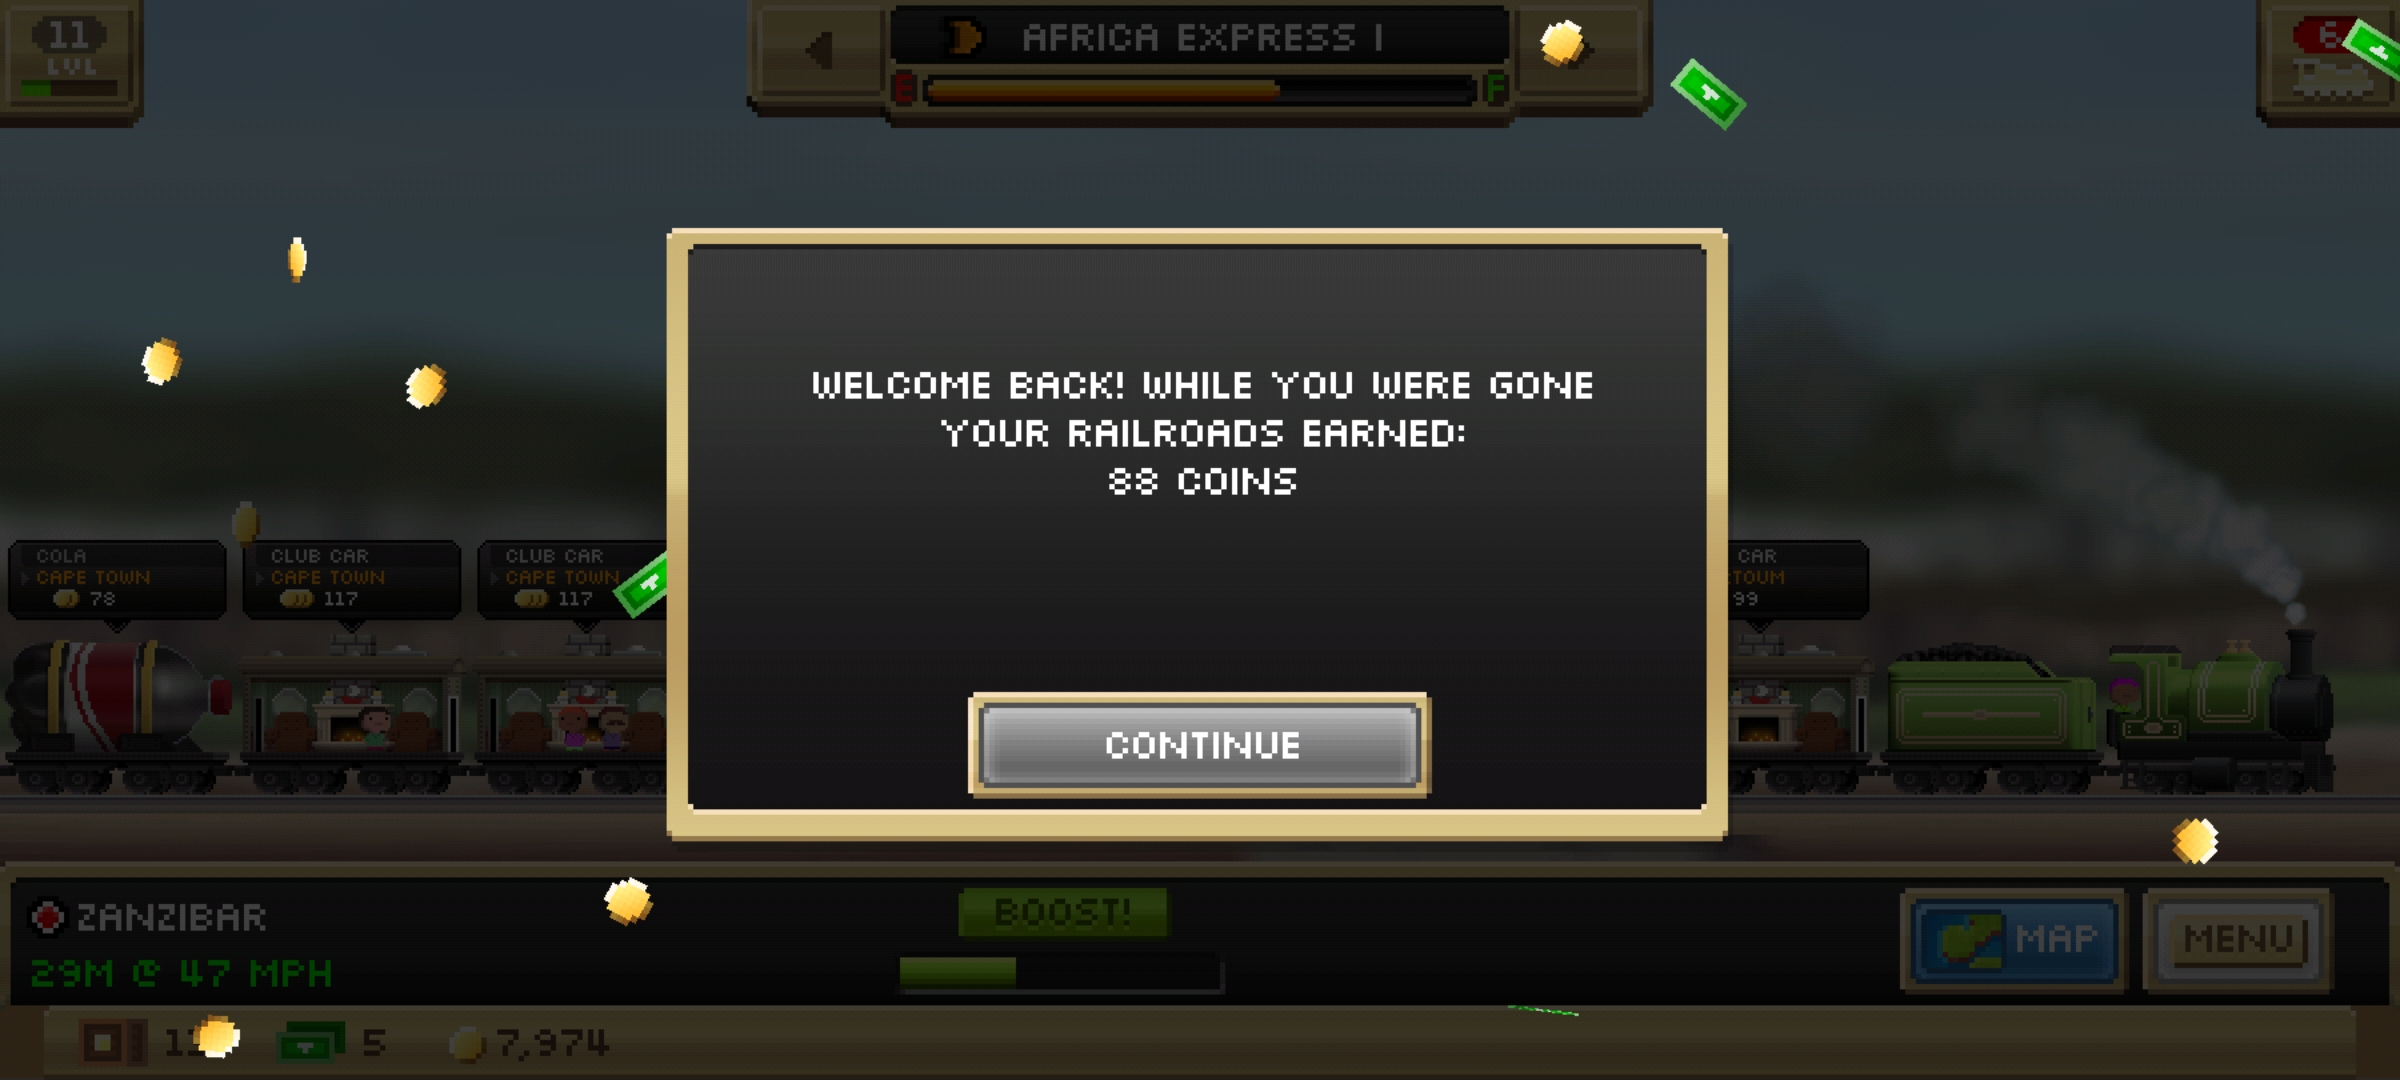 11
LVL
AFRICA EXPRESS I
E
F
6
WELCOME BACK! WHILE YOU WERE GONE
YOUR RAILROADS EARNED:
88 COINS
COLA
CAPE TOWN
78
CLUB CAR
CAPE TOWN
117
CLUB CAR
CAPE TOWN
117
CAR
TOUM
99
CONTINUE
ZANZIBAR
29M @ 47 MPH
BOOST!
MAP
MENU
5
7,974